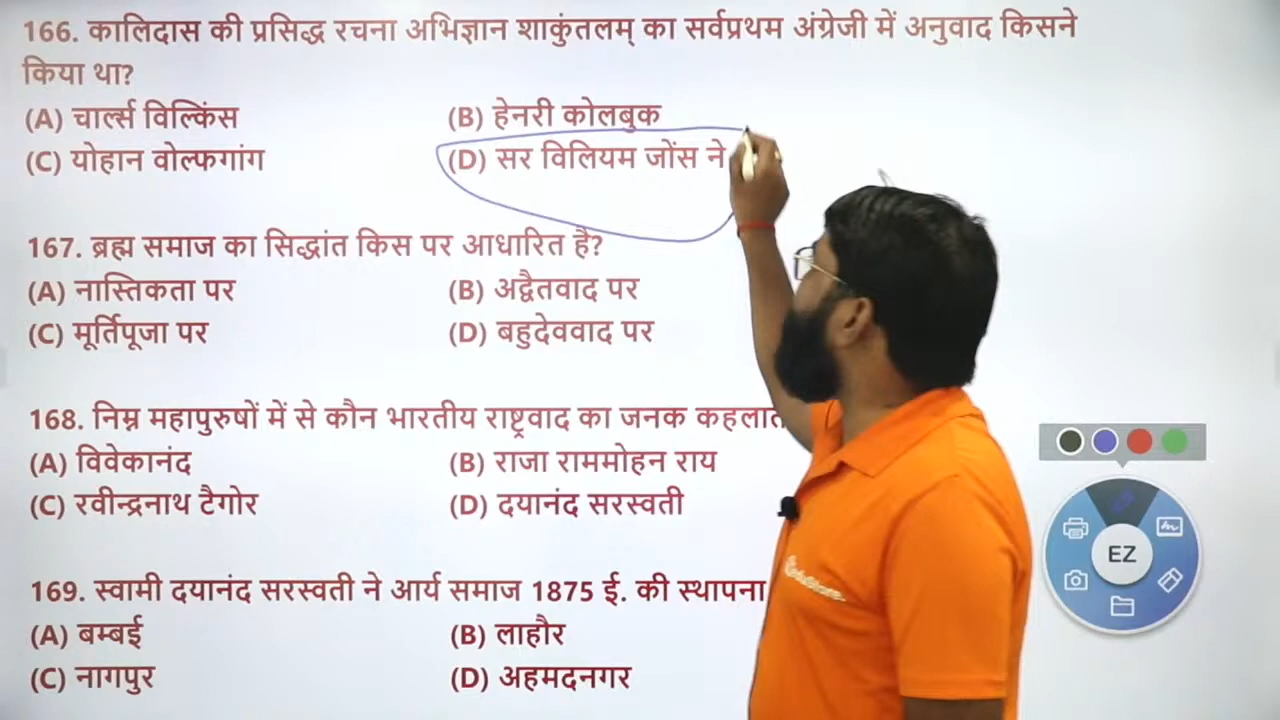 166. कालिदास की प्रसिद्ध रचना अभिज्ञान शाकुंतलम् का सर्वप्रथम अंग्रेजी में अनुवाद किसने
किया था?
(A) चार्ल्स विल्किंस (B) हेनरी कोलबुक
(C) योहान वोल्फगांग (D) सर विलियम जोंस ने
167. ब्रह्म समाज का सिद्धांत किस पर आधारित है?
(A) नास्तिकता पर (B) अद्वैतवाद पर
(C) मूर्तिपूजा पर (D) बहुदेववाद पर
168. निम्न महापुरुषों में से कौन भारतीय राष्ट्रवाद का जनक
(A) विवेकानंद (B) राजा राममोहन राय
(C) रवीन्द्रनाथ टैगोर (D) दयानंद सरस्वती
169. स्वामी दयानंद सरस्वती ने आर्य समाज 1875 ई. की स्थापना
(A) बम्बई (B) लाहौर
(C) नागपुर (D) अहमदनगर
EZ